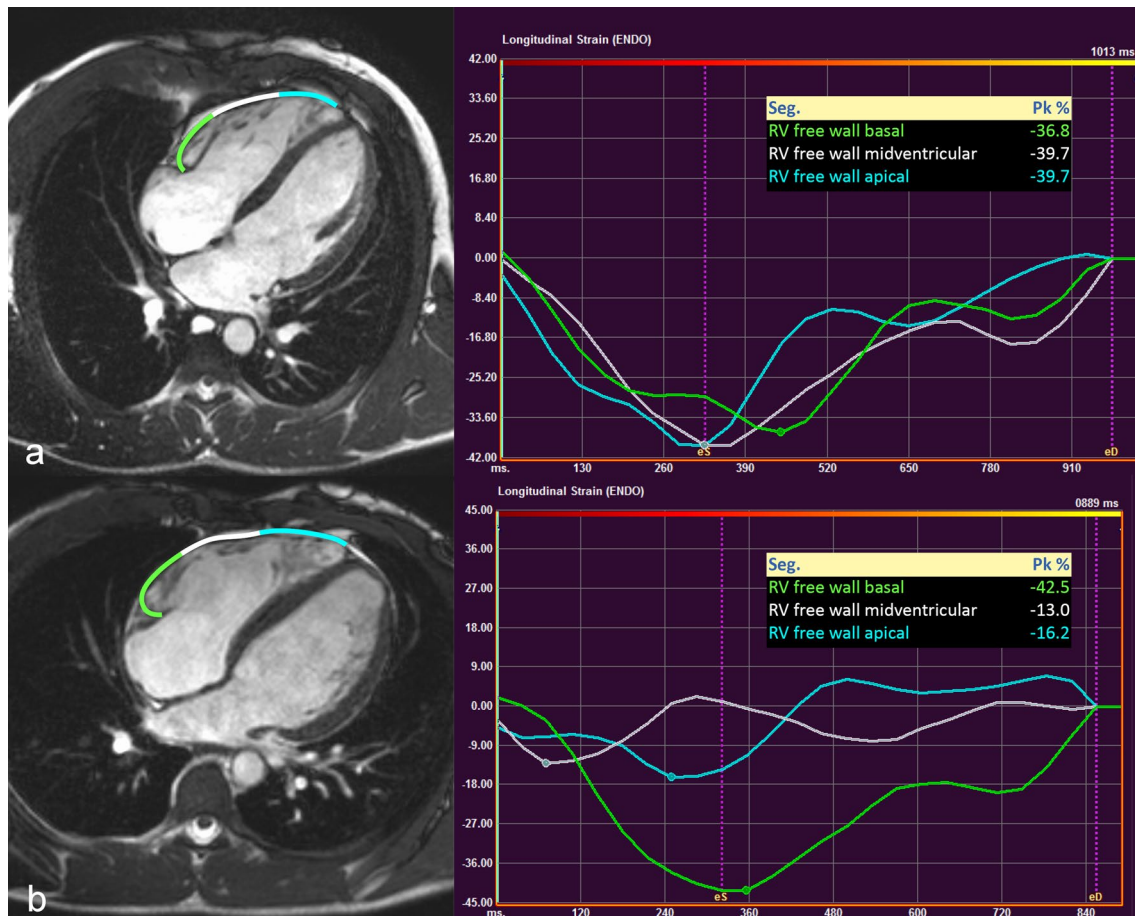 Longitudinal Strain (ENDO)
1013 ms
42.00
33.60
25.20
16.80
8.40
0.00
-8.40
-16.80
-25.20
-33.60
-42.00
Seg. Pk %
RV free wall basal -36.8
RV free wall midventricular -39.7
RV free wall apical -39.7
eS eD
ms. 130 260 390 520 650 780 910
a
Longitudinal Strain (ENDO)
0889 ms
45.00
36.00
27.00
18.00
9.00
0.00
-9.00
-18.00
-27.00
-36.00
-45.00
Seg. Pk %
RV free wall basal -42.5
RV free wall midventricular -13.0
RV free wall apical -16.2
eS eD
ms. 120 240 360 480 600 720 840
b